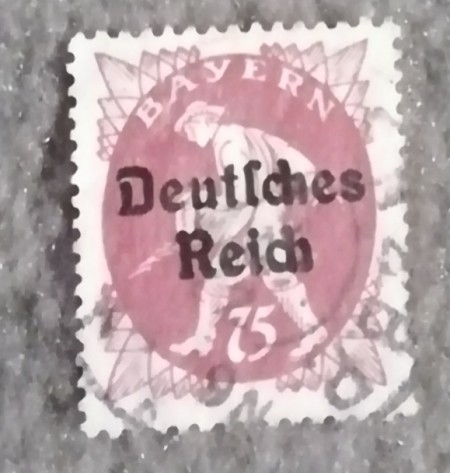 BAYERN
Deutſches
Reich
75